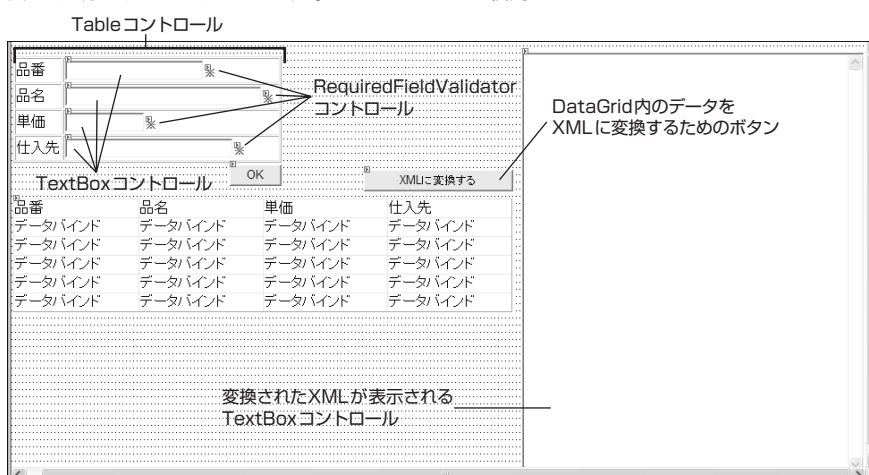 Tableコントロール
品番
品名
単価
仕入先
※
※
※
※
RequiredFieldValidator
コントロール
DataGrid内のデータを
XMLに変換するためのボタン
TextBoxコントロール
OK
XMLに変換する
品番 品名 単価 仕入先
データバインド データバインド データバインド データバインド
データバインド データバインド データバインド データバインド
データバインド データバインド データバインド データバインド
データバインド データバインド データバインド データバインド
データバインド データバインド データバインド データバインド
変換されたXMLが表示される
TextBoxコントロール